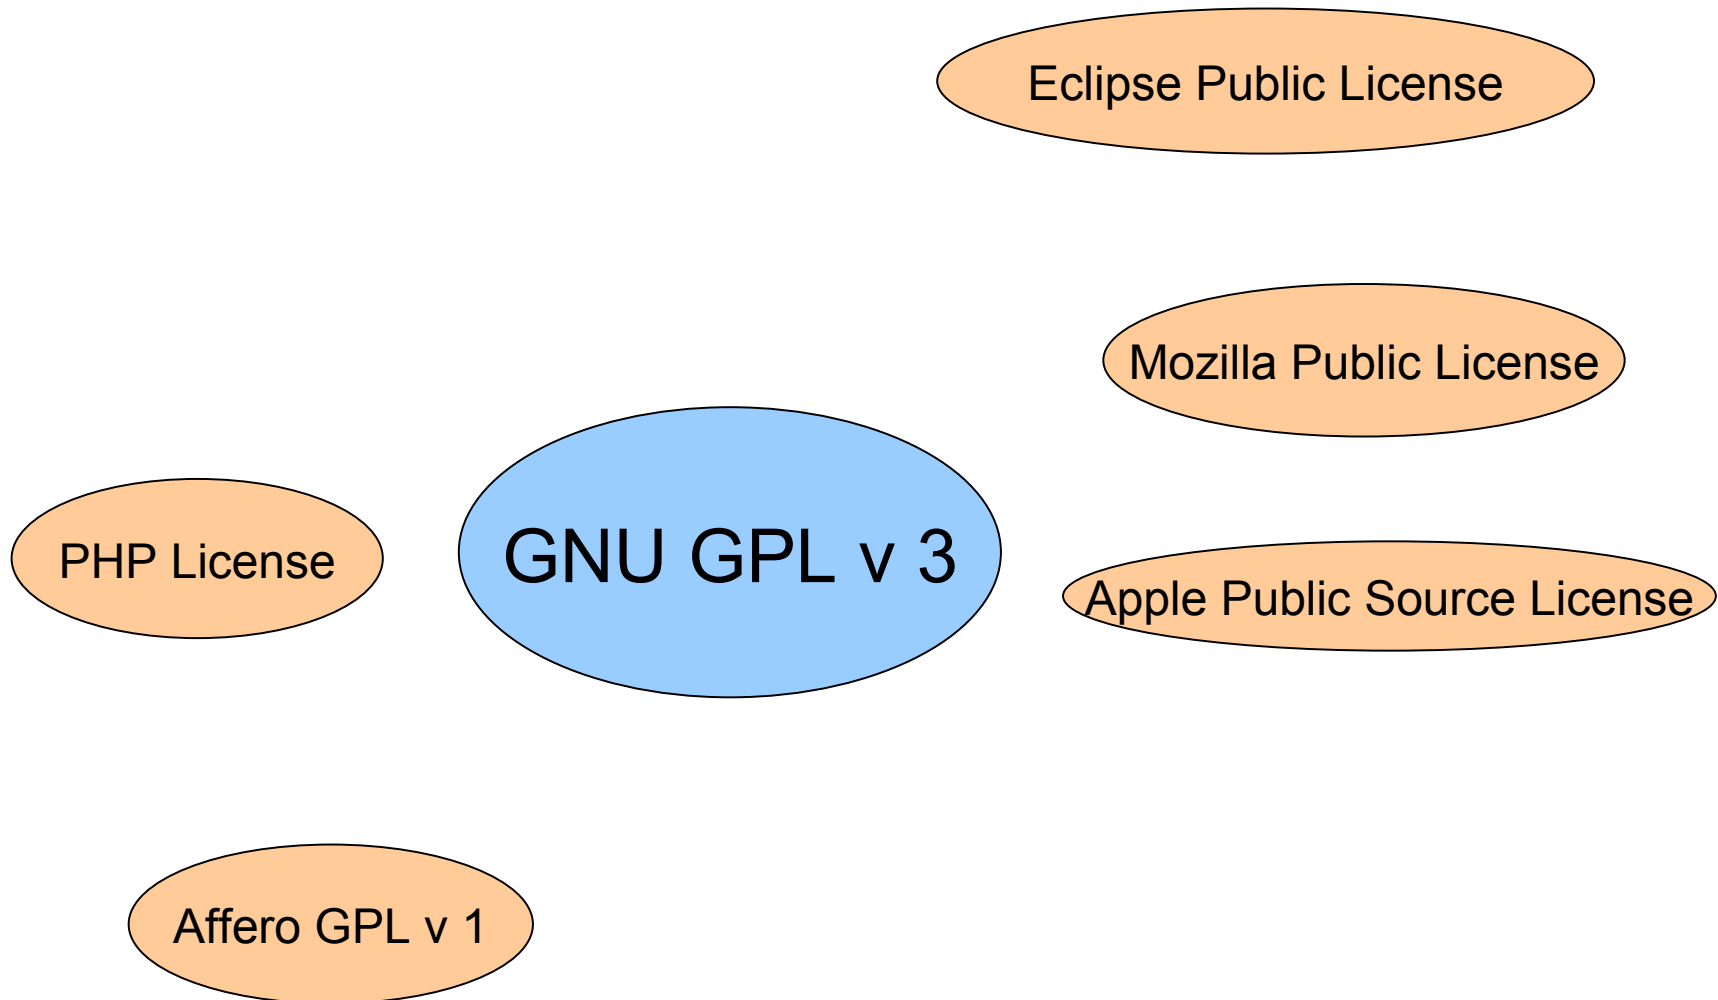 Eclipse Public License
Mozilla Public License
GNU GPL v 3
PHP License
Apple Public Source License
Affero GPL v 1